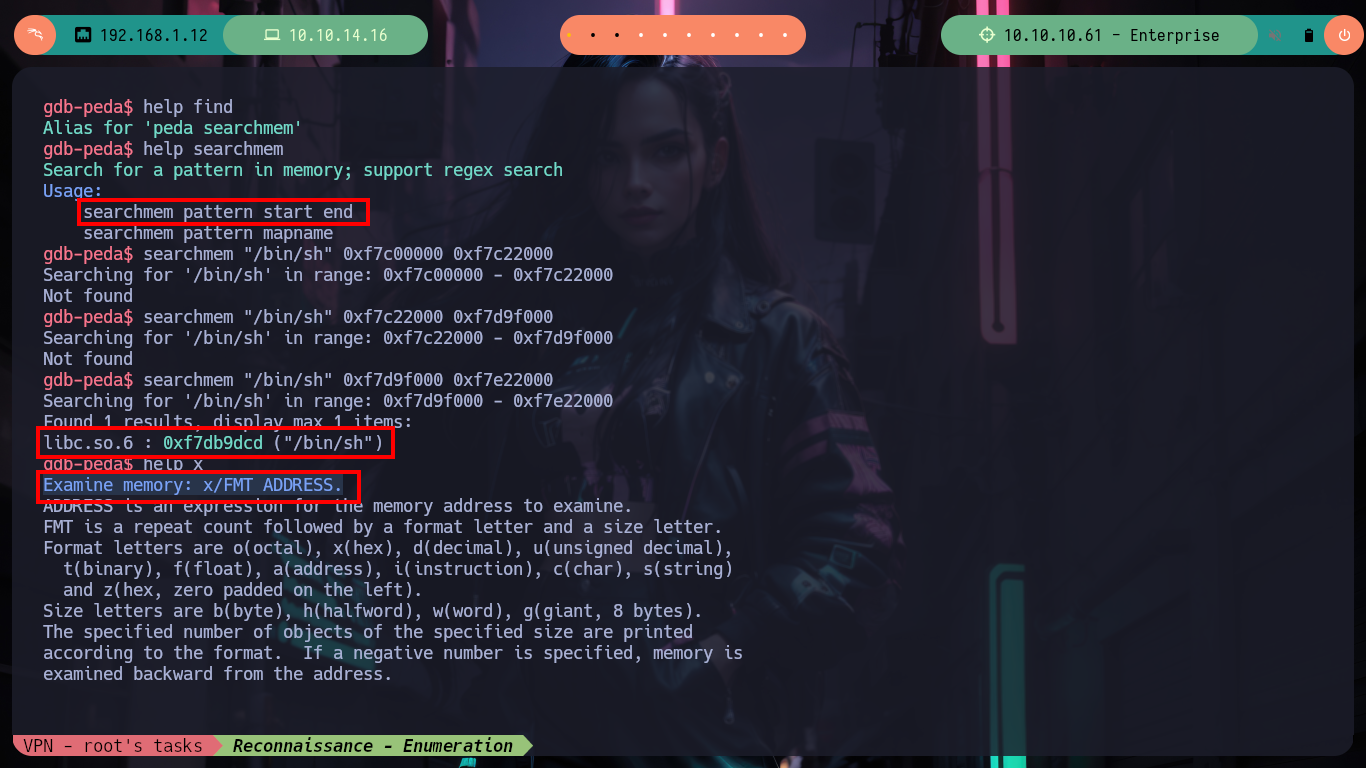 192.168.1.12
10.10.14.16
10.10.10.61 - Enterprise
gdb-peda$ help find
Alias for 'peda searchmem'
gdb-peda$ help searchmem
Search for a pattern in memory; support regex search
Usage:
    searchmem pattern start end
    searchmem pattern mapname
gdb-peda$ searchmem "/bin/sh" 0xf7c00000 0xf7c22000
Searching for '/bin/sh' in range: 0xf7c00000 - 0xf7c22000
Not found
gdb-peda$ searchmem "/bin/sh" 0xf7c22000 0xf7d9f000
Searching for '/bin/sh' in range: 0xf7c22000 - 0xf7d9f000
Not found
gdb-peda$ searchmem "/bin/sh" 0xf7d9f000 0xf7e22000
Searching for '/bin/sh' in range: 0xf7d9f000 - 0xf7e22000
Found 1 results, display max 1 items:
libc.so.6 : 0xf7db9dcd ("/bin/sh")
gdb-peda$ help x
Examine memory: x/FMT ADDRESS.
ADDRESS is an expression for the memory address to examine.
FMT is a repeat count followed by a format letter and a size letter.
Format letters are o(octal), x(hex), d(decimal), u(unsigned decimal),
  t(binary), f(float), a(address), i(instruction), c(char), s(string)
  and z(hex, zero padded on the left).
Size letters are b(byte), h(halfword), w(word), g(giant, 8 bytes).
The specified number of objects of the specified size are printed
according to the format.  If a negative number is specified, memory is
examined backward from the address.
VPN - root's tasks
Reconnaissance - Enumeration